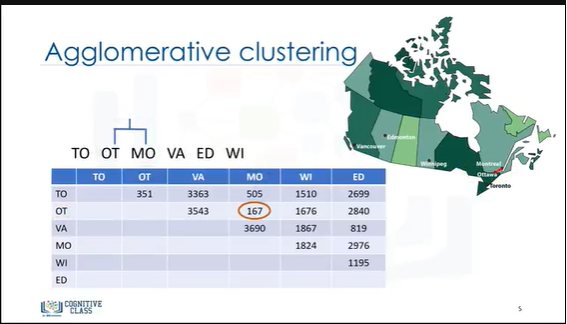 Agglomerative clustering
Edmonton
Vancouver
Winnipeg
Montreal
Ottawa
Toronto
TO OT MO VA ED WI
TO OT VA MO WI ED
TO 351 3363 505 1510 2699
OT 3543 167 1676 2840
VA 3690 1867 819
MO 1824 2976
WI 1195
ED
COGNITIVE
CLASS
5